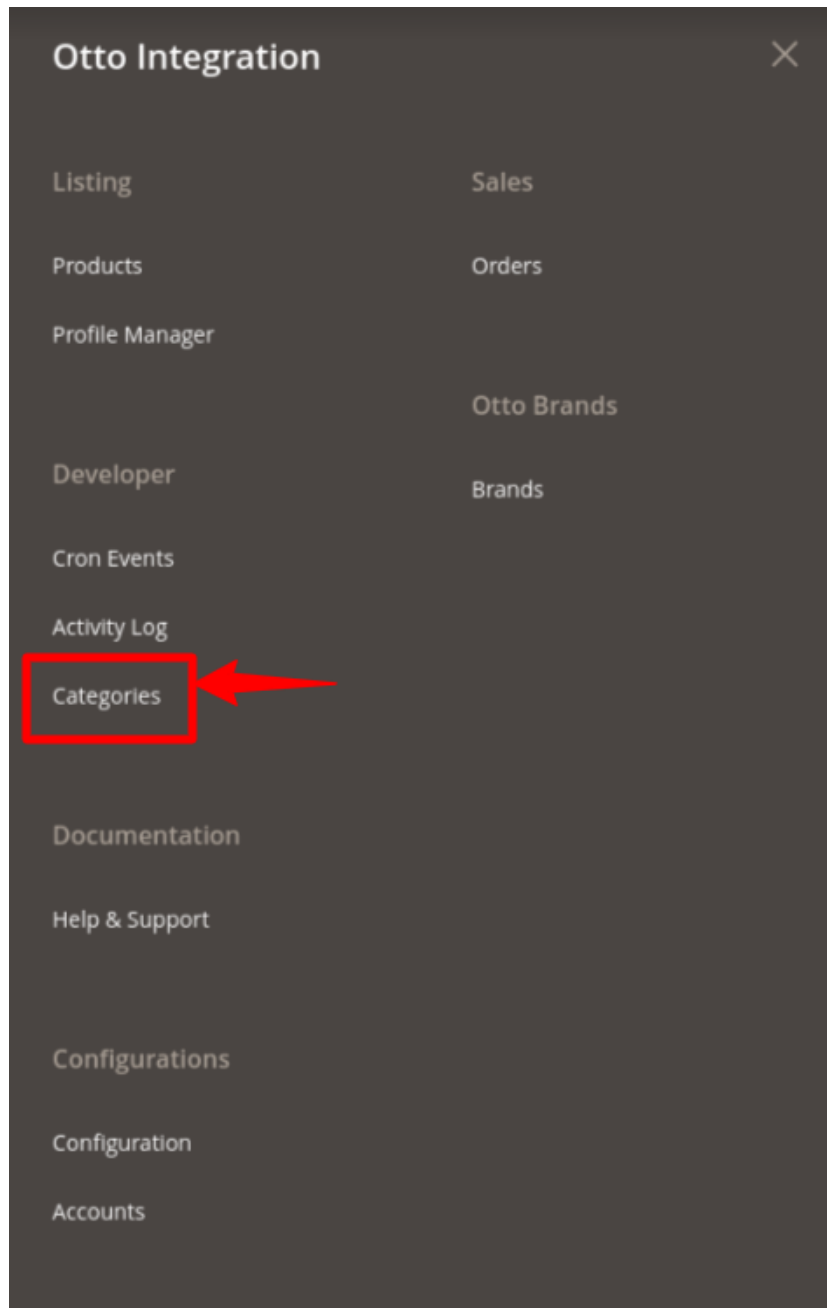 Otto Integration
Listing
Products
Profile Manager
Developer
Cron Events
Activity Log
Categories
Documentation
Help & Support
Configurations
Configuration
Accounts
Sales
Orders
Otto Brands
Brands